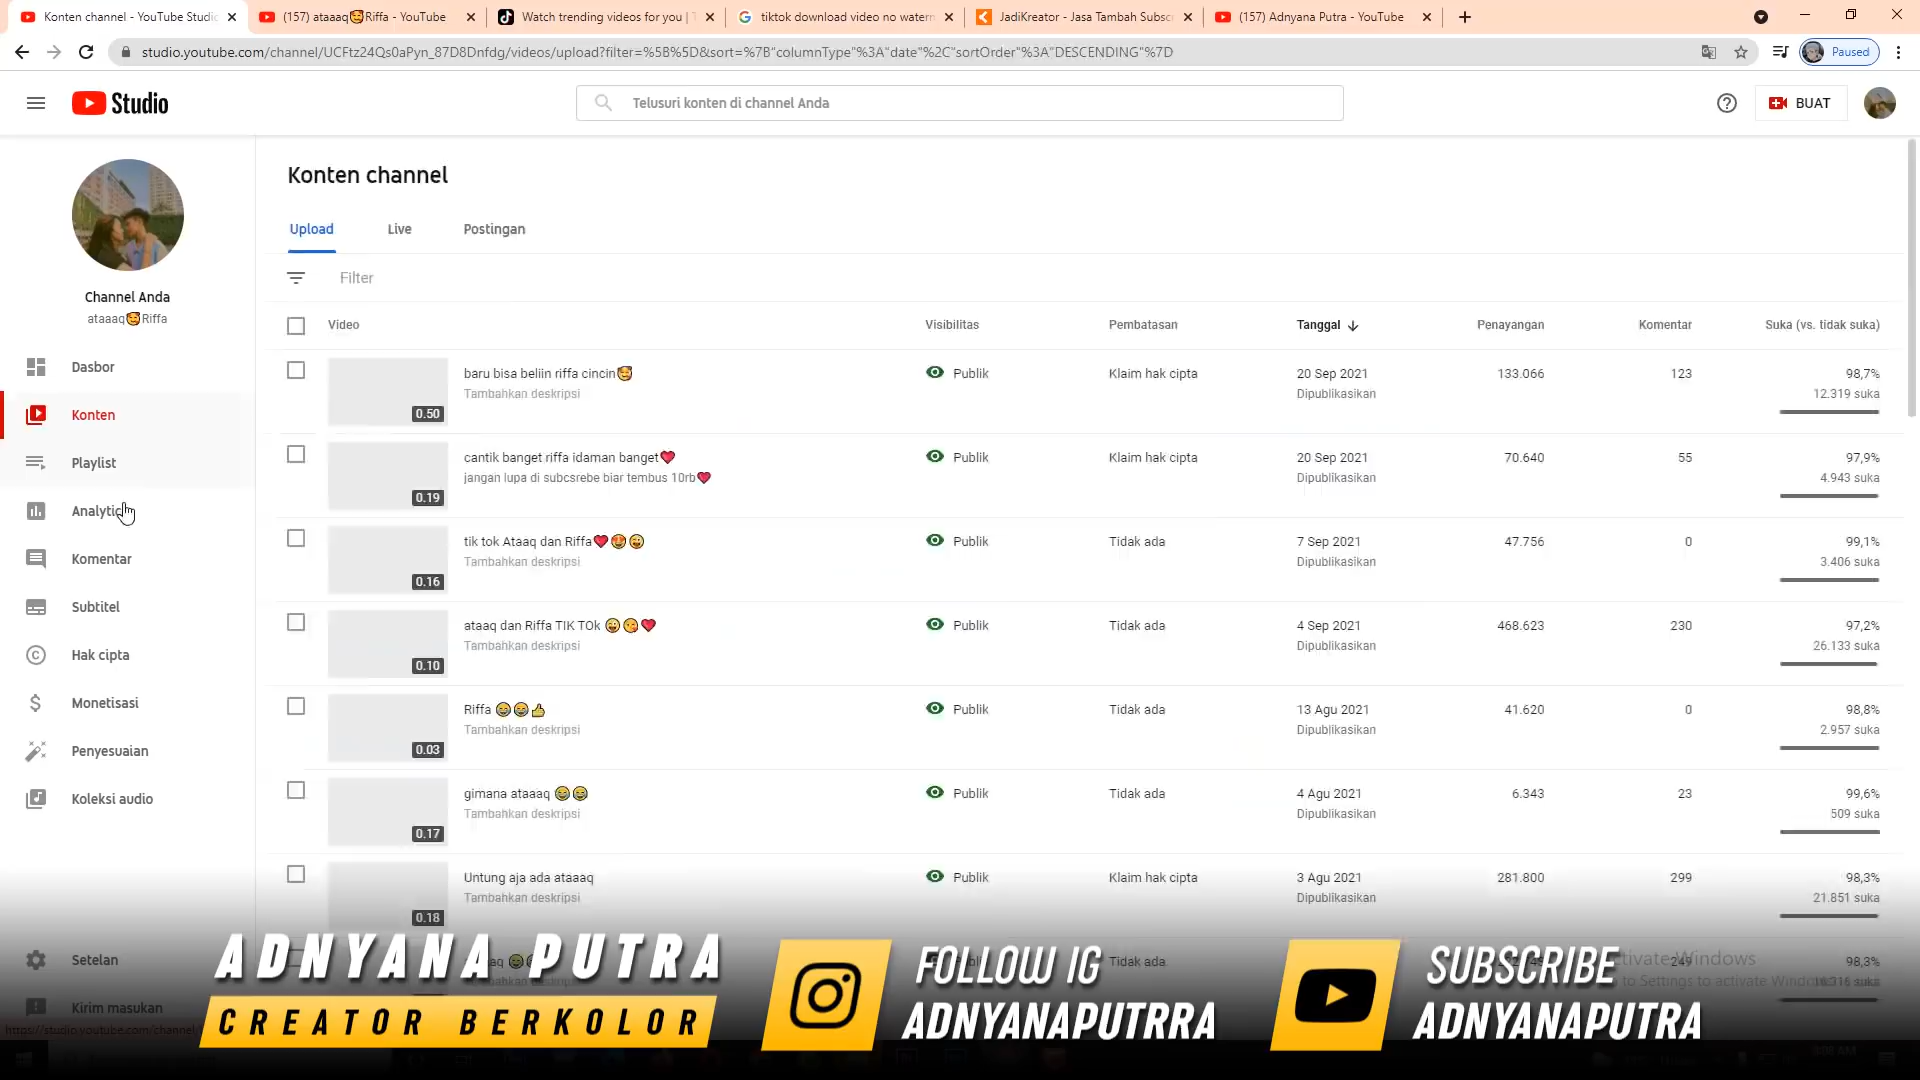 Konten channel - YouTube Studio
(157) ataaaq🥰Riffa - YouTube
Watch trending videos for you | T
tiktok download video no waterm
JadiKreator - Jasa Tambah Subsc
(157) Adnyana Putra - YouTube
studio.youtube.com/channel/UCFtz24Qs0aPyn_87D8Dnfdg/videos/upload?filter=%5B%5D&sort=%7B"columnType"%3A"date"%2C"sortOrder"%3A"DESCENDING"%7D
Paused
Studio
Telusuri konten di channel Anda
BUAT
Channel Anda
ataaaq🥰Riffa
Dasbor
Konten
Playlist
Analytic
Komentar
Subtitel
Hak cipta
Monetisasi
Penyesuaian
Koleksi audio
Setelan
Kirim masukan
https://studio.youtube.com/channel/
Konten channel
Upload Live Postingan
Filter
Video Visibilitas Pembatasan Tanggal Penayangan Komentar Suka (vs. tidak suka)
baru bisa beliin riffa cincin🥰 Publik Klaim hak cipta 20 Sep 2021 133.066 123 98,7%
0.50 Tambahkan deskripsi Dipublikasikan 12.319 suka
cantik banget riffa idaman banget❤️ Publik Klaim hak cipta 20 Sep 2021 70.640 55 97,9%
0.19 jangan lupa di subcsrebe biar tembus 10rb❤️ Dipublikasikan 4.943 suka
tik tok Ataaq dan Riffa❤️😍😜 Publik Tidak ada 7 Sep 2021 47.756 0 99,1%
0.16 Tambahkan deskripsi Dipublikasikan 3.406 suka
ataaq dan Riffa TIK TOk 😜😋❤️ Publik Tidak ada 4 Sep 2021 468.623 230 97,2%
0.10 Tambahkan deskripsi Dipublikasikan 26.133 suka
Riffa 😂😂👍 Publik Tidak ada 13 Agu 2021 41.620 0 98,8%
0.03 Tambahkan deskripsi Dipublikasikan 2.957 suka
gimana ataaaq 😂😂 Publik Tidak ada 4 Agu 2021 6.343 23 99,6%
0.17 Tambahkan deskripsi Dipublikasikan 509 suka
Untung aja ada ataaaq Publik Klaim hak cipta 3 Agu 2021 281.800 299 98,3%
0.18 Tambahkan deskripsi Dipublikasikan 21.851 suka
Tidak ada 249 98,3%
ctivate Windows
to Settings to activate Windows
ADNYANA PUTRA
CREATOR BERKOLOR
FOLLOW IG
ADNYANAPUTRRA
SUBSCRIBE
ADNYANAPUTRA